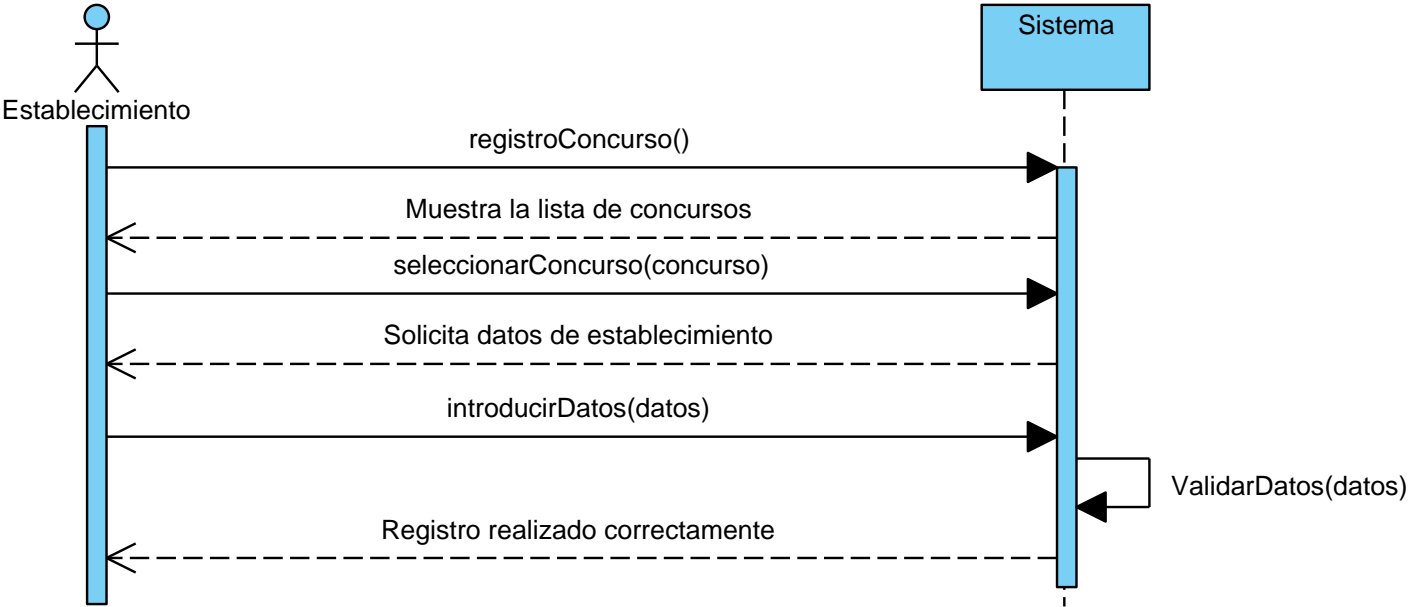 Sistema
Establecimiento
registroConcurso()
Muestra la lista de concursos
seleccionarConcurso(concurso)
Solicita datos de establecimiento
introducirDatos(datos)
ValidarDatos(datos)
Registro realizado correctamente